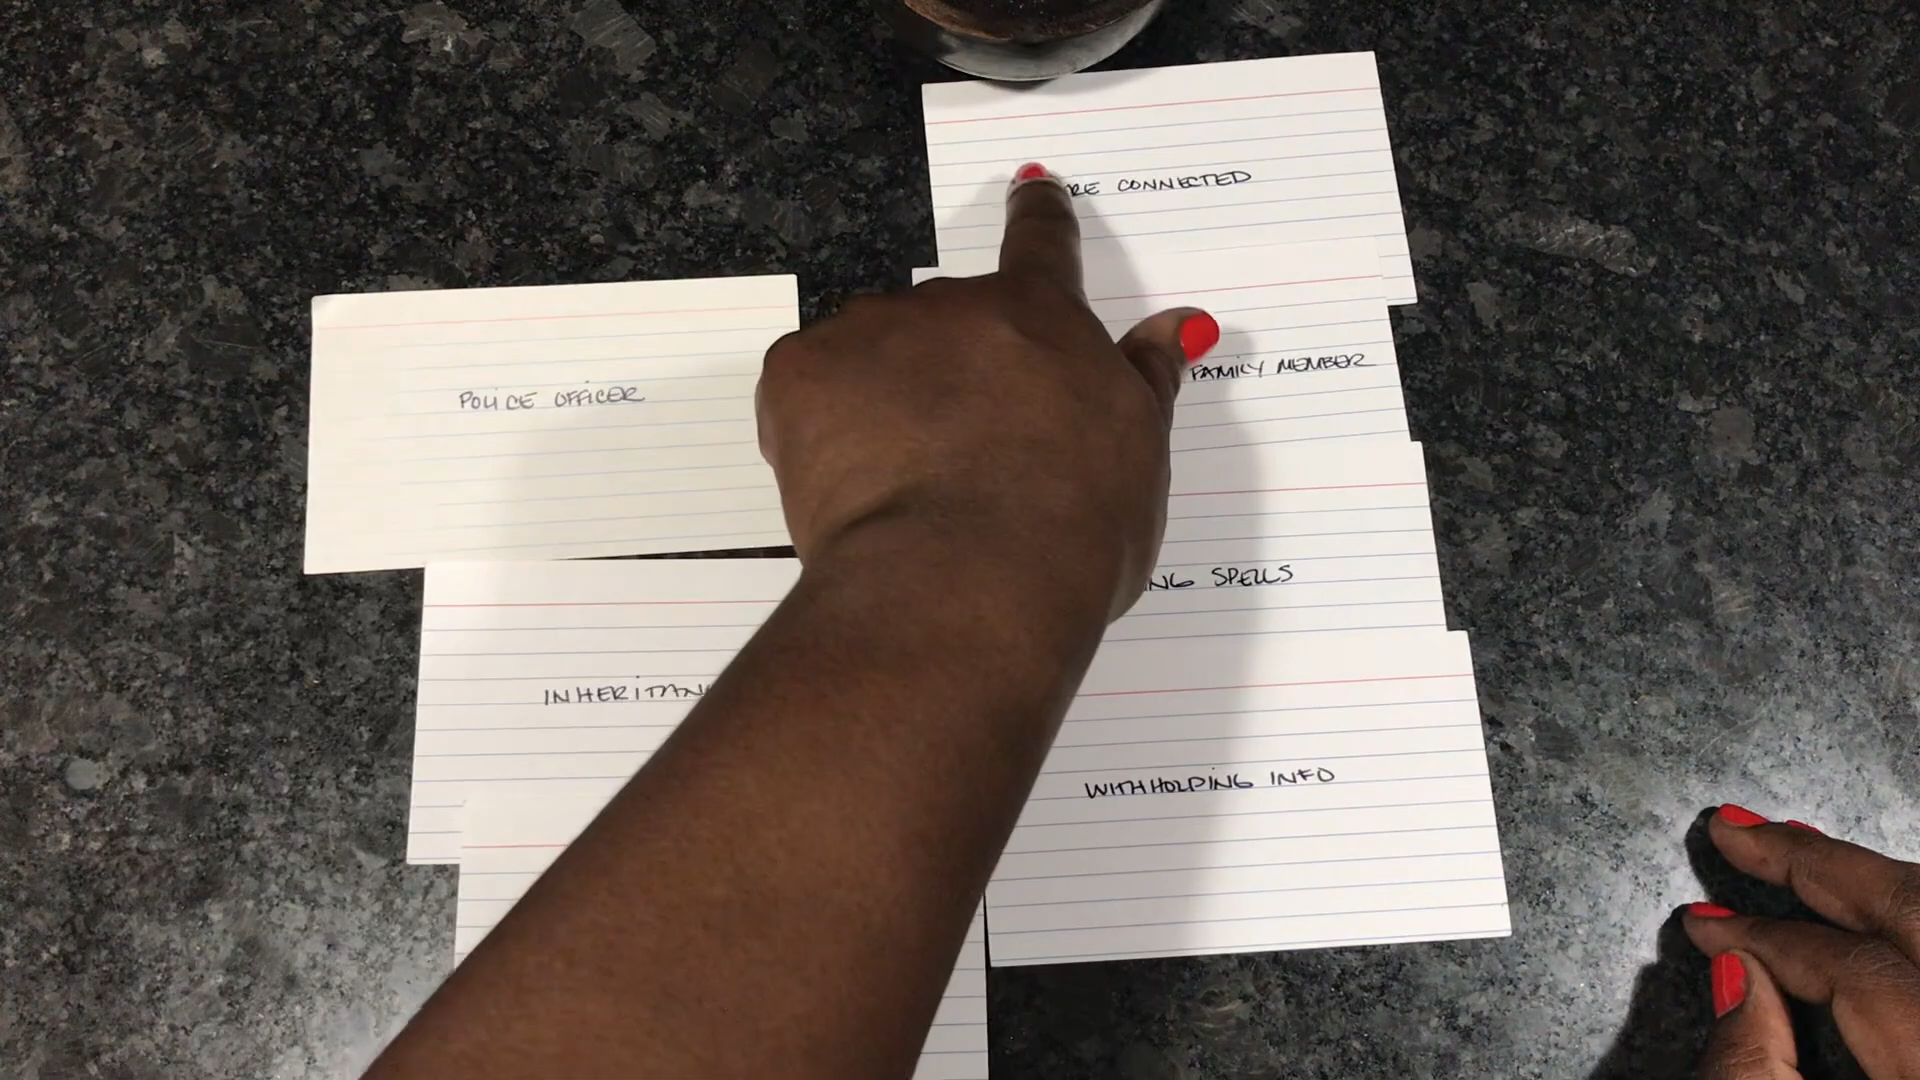 CONNECTED
POLICE OFFICER
FAMILY MEMBER
SPELLS
WITHHOLDING INFO